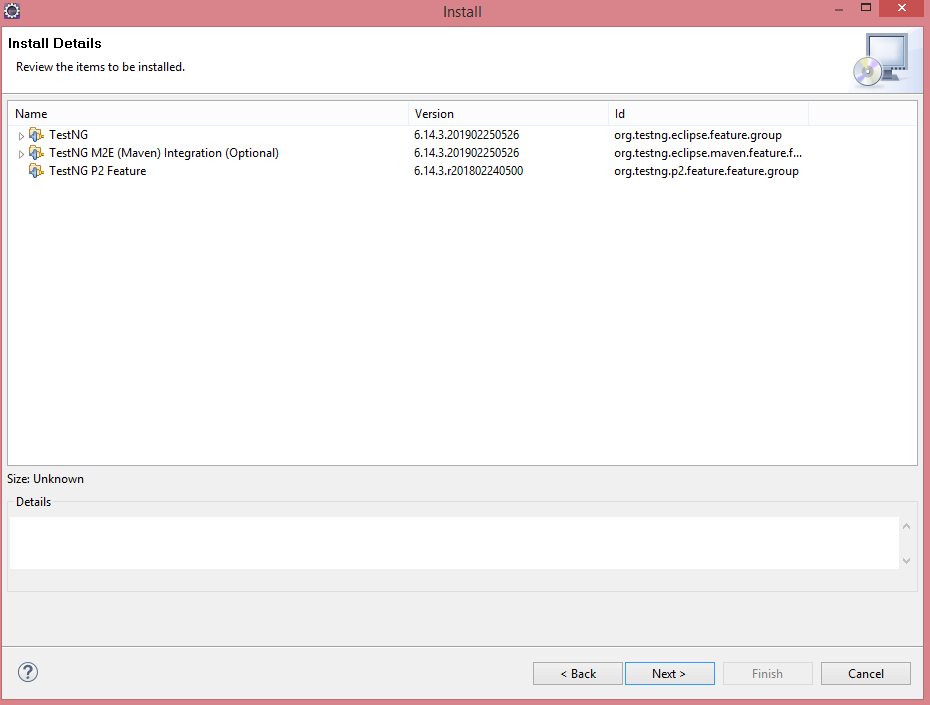 Install
Install Details
Review the items to be installed.
Name Version Id
TestNG 6.14.3.201902250526 org.testng.eclipse.feature.group
TestNG M2E (Maven) Integration (Optional) 6.14.3.201902250526 org.testng.eclipse.maven.feature.f...
TestNG P2 Feature 6.14.3.r201802240500 org.testng.p2.feature.feature.group
Size: Unknown
Details
? < Back Next > Finish Cancel